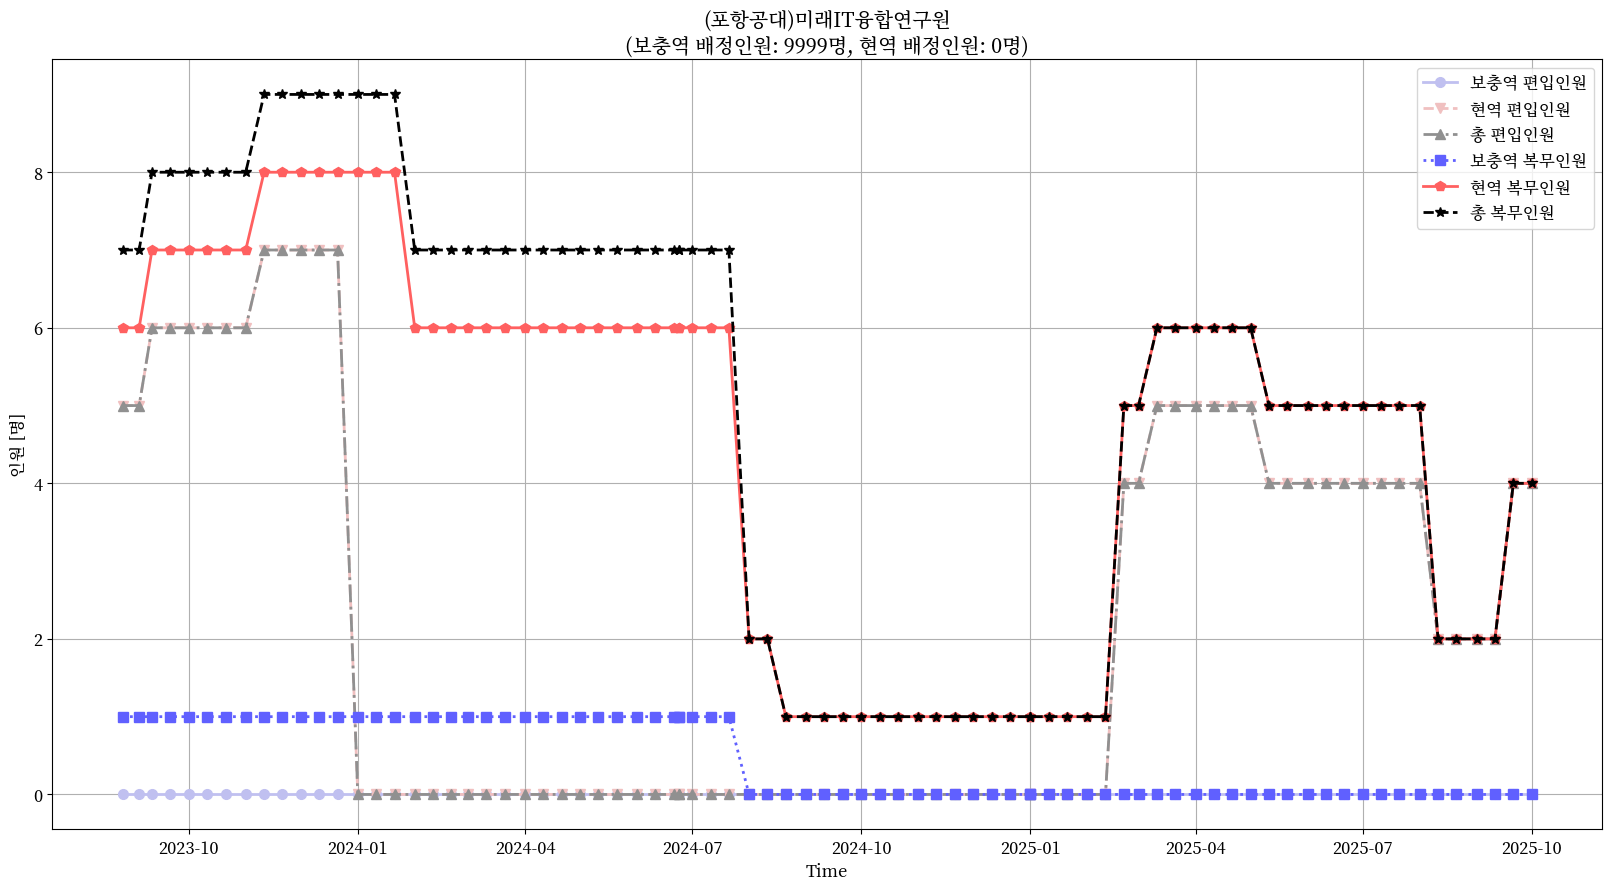 (포항공대)미래IT융합연구원
(보충역 배정인원: 9999명, 현역 배정인원: 0명)
보충역 편입인원
현역 편입인원
총 편입인원
보충역 복무인원
현역 복무인원
총 복무인원
인원 [명]
8
6
4
2
0
2023-10
2024-01
2024-04
2024-07
2024-10
2025-01
2025-04
2025-07
2025-10
Time